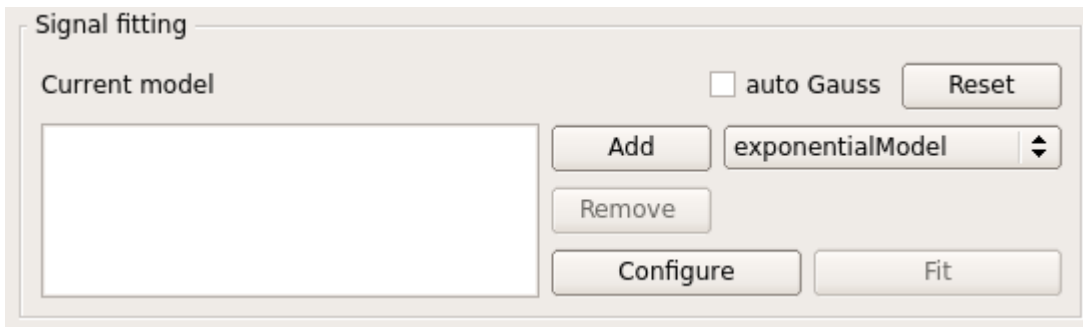 Signal fitting
Current model
auto Gauss
Reset
Add
exponentialModel
Remove
Configure
Fit